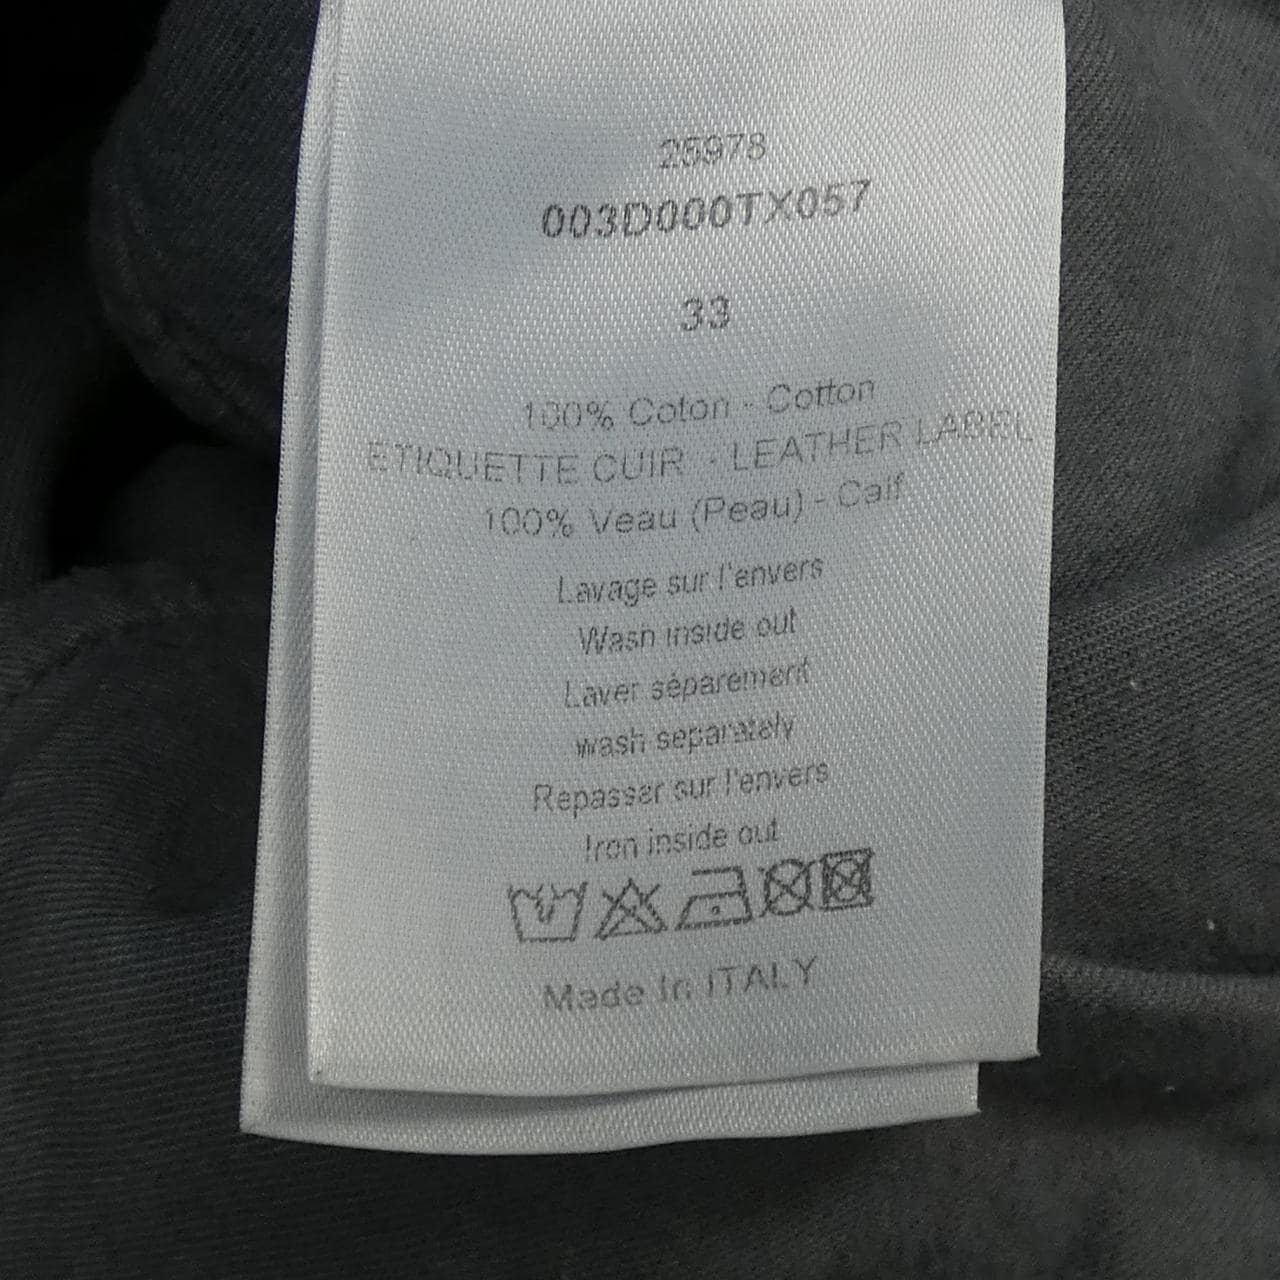 25978
003D000TX057
33
100% Coton - Cotton
ETIQUETTE CUIR - LEATHER LABEL
100% Veau (Peau) - Calf
Lavage sur l'envers
Wash inside out
Laver séparement
wash separately
Repasser sur l'envers
Iron inside out
Made In ITALY